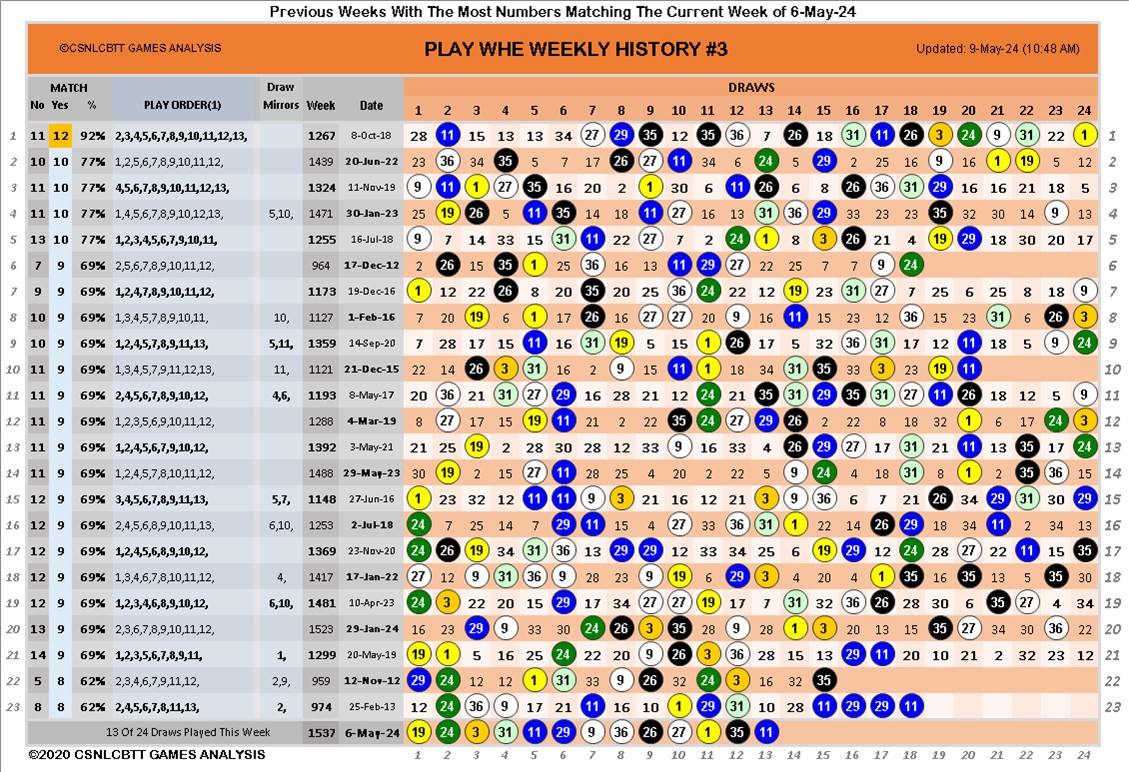 Previous Weeks With The Most Numbers Matching The Current Week of 6-May-24
©CSNLCBTT GAMES ANALYSIS PLAY WHE WEEKLY HISTORY #3 Updated: 9-May-24 (10:48 AM)
MATCH Draw DRAWS
No Yes % PLAY ORDER(1) Mirrors Week Date 1 2 3 4 5 6 7 8 9 10 11 12 13 14 15 16 17 18 19 20 21 22 23 24
1 11 12 92% 2,3,4,5,6,7,8,9,10,11,12,13, 1267 8-Oct-18 28 11 15 13 13 34 27 29 35 12 35 36 7 26 18 31 11 26 3 24 9 31 22 1 1
2 10 10 77% 1,2,5,6,7,8,9,10,11,12, 1439 20-Jun-22 23 36 34 35 5 7 17 26 27 11 34 6 24 5 29 2 25 16 9 16 1 19 5 12 2
3 11 10 77% 4,5,6,7,8,9,10,11,12,13, 1324 11-Nov-19 9 11 1 27 35 16 20 2 1 30 6 11 26 6 8 26 36 31 29 16 16 21 18 5 3
4 11 10 77% 1,4,5,6,7,8,9,10,12,13, 5,10, 1471 30-Jan-23 25 19 26 5 11 35 14 18 11 27 16 13 31 36 29 33 23 23 35 32 30 14 9 13 4
5 13 10 77% 1,2,3,4,5,6,7,9,10,11, 1255 16-Jul-18 9 7 14 33 15 31 11 22 27 7 2 24 1 8 3 26 21 4 19 29 18 30 20 17 5
6 7 9 69% 2,5,6,7,8,9,10,11,12, 964 17-Dec-12 2 26 15 35 1 25 36 16 13 11 29 27 22 25 7 7 9 24 6
7 9 9 69% 1,2,4,7,8,9,10,11,12, 1173 19-Dec-16 1 12 22 26 8 20 35 20 25 36 24 22 12 19 23 31 27 7 25 6 25 8 18 9 7
8 10 9 69% 1,3,4,5,7,8,9,10,11, 10, 1127 1-Feb-16 7 20 19 5 1 17 26 22 27 27 20 9 16 11 15 23 18 36 15 23 31 6 26 3 8
9 10 9 69% 1,2,4,5,7,8,9,11,13, 5,11, 1359 14-Sep-20 7 28 17 15 11 16 31 19 5 15 1 26 17 5 32 36 31 19 12 11 18 5 9 24 9
10 11 9 69% 1,3,4,5,7,9,11,12,13, 11, 1121 21-Dec-15 22 14 26 3 31 16 2 9 15 11 1 18 34 31 35 33 3 33 19 11 10
11 11 9 69% 2,4,5,6,7,8,9,10,12, 4,6, 1193 8-May-17 20 36 21 31 27 29 16 28 21 12 24 21 35 31 29 35 31 27 11 26 12 24 5 9 11
12 11 9 69% 1,2,3,5,6,9,10,11,12, 1288 4-Mar-19 8 27 17 15 19 11 21 2 22 35 24 27 29 26 2 22 8 18 32 1 6 17 24 3 12
13 11 9 69% 1,2,4,5,6,7,9,10,12, 1392 3-May-21 21 25 19 2 28 30 28 12 33 9 13 33 4 26 29 27 17 31 21 11 13 35 17 24 13
14 11 9 69% 1,2,4,5,7,8,10,11,12, 1488 29-May-23 30 19 2 15 27 11 28 25 4 20 2 22 5 9 24 4 18 31 8 1 2 35 36 15 14
15 12 9 69% 3,4,5,6,7,8,9,11,13, 5,7, 1148 27-Jun-16 1 23 32 12 11 11 9 3 21 16 12 21 3 9 36 6 7 21 26 34 29 31 30 29 15
16 12 9 69% 2,4,5,6,8,9,10,11,13, 6,10, 1253 2-Jul-18 24 7 25 14 7 29 11 15 4 27 33 36 31 1 22 14 26 29 18 34 11 2 34 13 16
17 12 9 69% 1,2,4,5,6,8,9,10,12, 1369 23-Nov-20 24 26 19 34 31 36 13 29 29 12 33 34 25 6 19 29 12 24 28 27 22 11 15 35 17
18 12 9 69% 1,3,4,6,7,8,10,11,12, 4, 1417 17-Jan-22 27 12 9 31 36 9 28 23 9 19 6 29 3 4 20 4 1 35 18 35 13 5 35 30 18
19 12 9 69% 1,2,3,4,6,8,9,10,12, 6,10, 1481 10-Apr-23 24 3 22 20 15 29 17 34 27 27 19 17 7 31 16 36 26 28 30 6 35 27 4 34 19
20 13 9 69% 2,3,6,7,8,9,10,11,12, 1523 29-Jan-24 16 23 29 9 33 30 24 26 3 35 28 9 28 1 3 20 13 15 35 27 34 23 36 22 20
21 14 9 69% 1,2,3,5,6,7,8,9,11, 1, 1299 20-May-19 19 1 5 16 25 24 22 20 9 26 3 36 28 15 13 29 11 20 10 21 2 32 23 12 21
22 5 8 62% 2,3,4,6,7,9,11,12, 2,9, 959 12-Nov-12 29 24 12 5 1 31 33 9 26 32 24 3 16 32 35 22
23 8 8 62% 2,4,5,6,7,8,11,13, 2, 974 25-Feb-13 12 24 36 9 17 21 11 16 10 1 29 31 10 28 11 29 29 11 23
13 Of 24 Draws Played This Week 1537 6-May-24 19 24 3 31 11 29 9 36 26 27 1 35 11
©2020 CSNLCBTT GAMES ANALYSIS 1 2 3 4 5 6 7 8 9 10 11 12 13 14 15 16 17 18 19 20 21 22 23 24